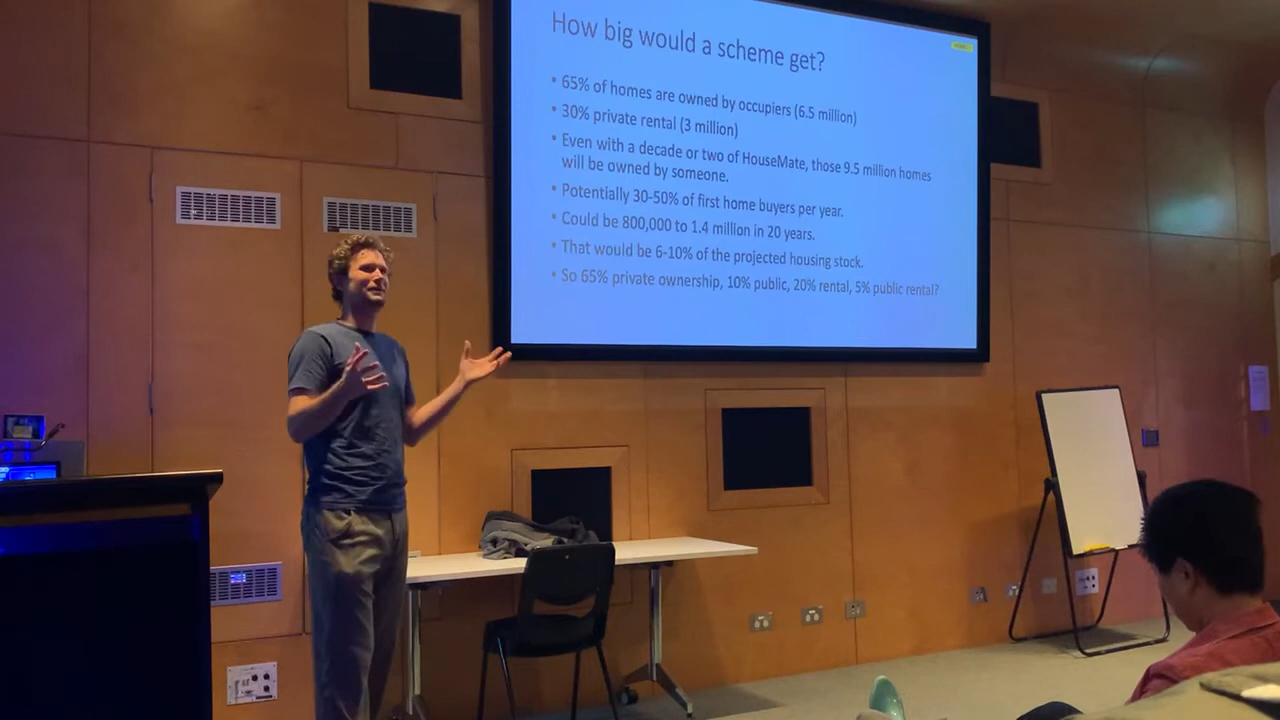 How big would a scheme get?
• 65% of homes are owned by occupiers (6.5 million)
• 30% private rental (3 million)
• Even with a decade or two of HouseMate, those 9.5 million homes
will be owned by someone.
• Potentially 30-50% of first home buyers per year.
• Could be 800,000 to 1.4 million in 20 years.
• That would be 6-10% of the projected housing stock.
• So 65% private ownership, 10% public, 20% rental, 5% public rental?